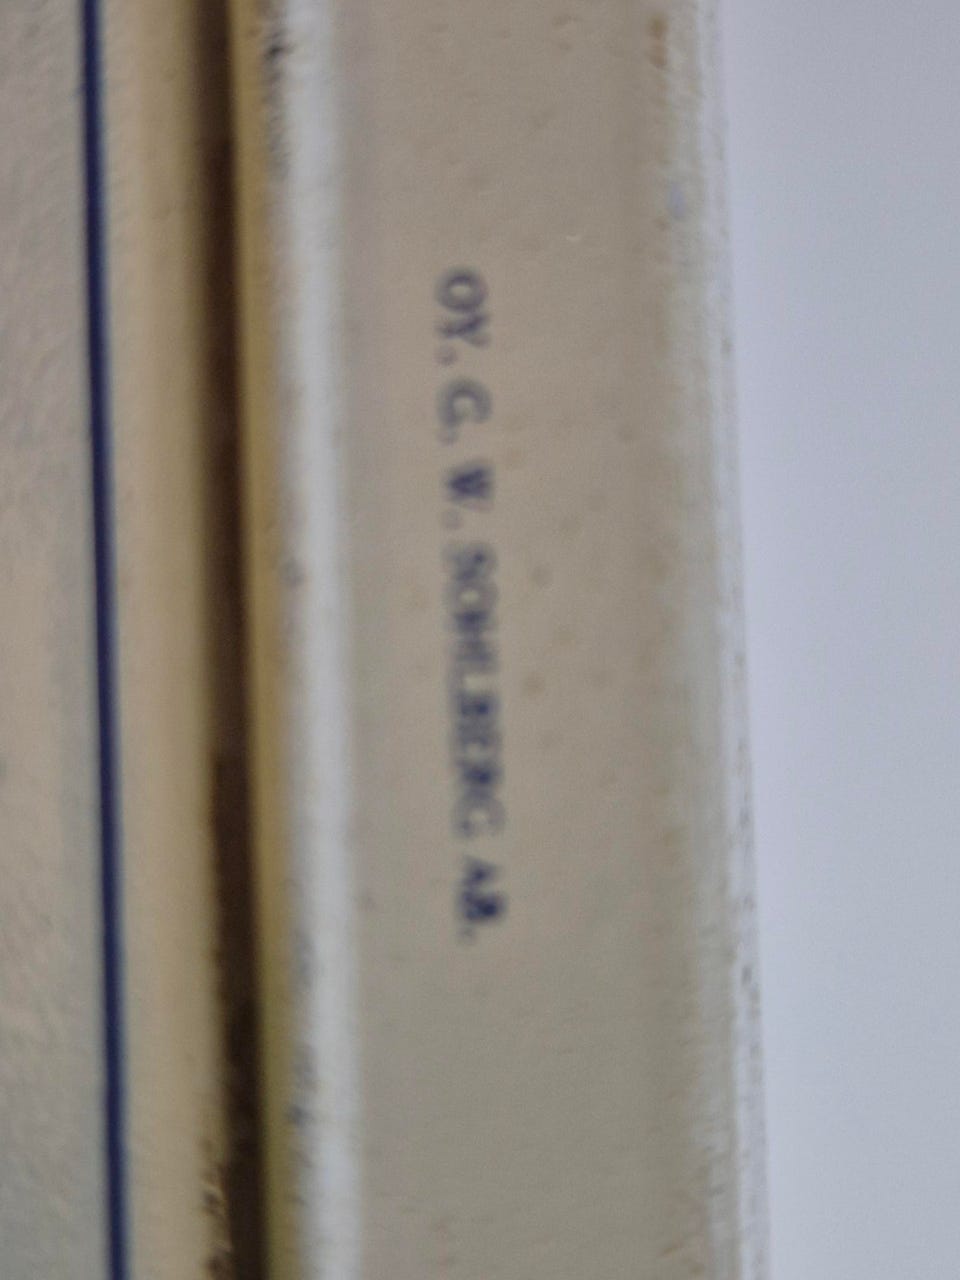 OY. G. W. SOHLBERG AB.